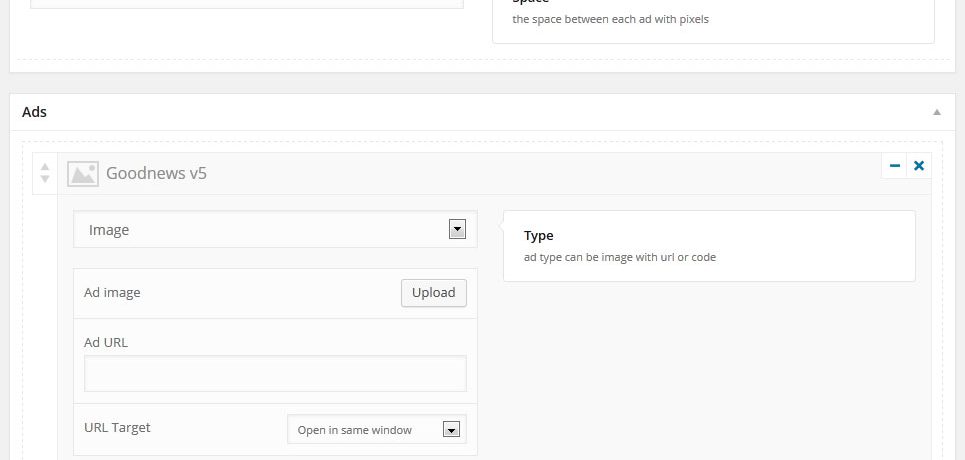 Space
the space between each ad with pixels
Ads
Goodnews v5
Image
Type
ad type can be image with url or code
Ad image
Upload
Ad URL
URL Target
Open in same window